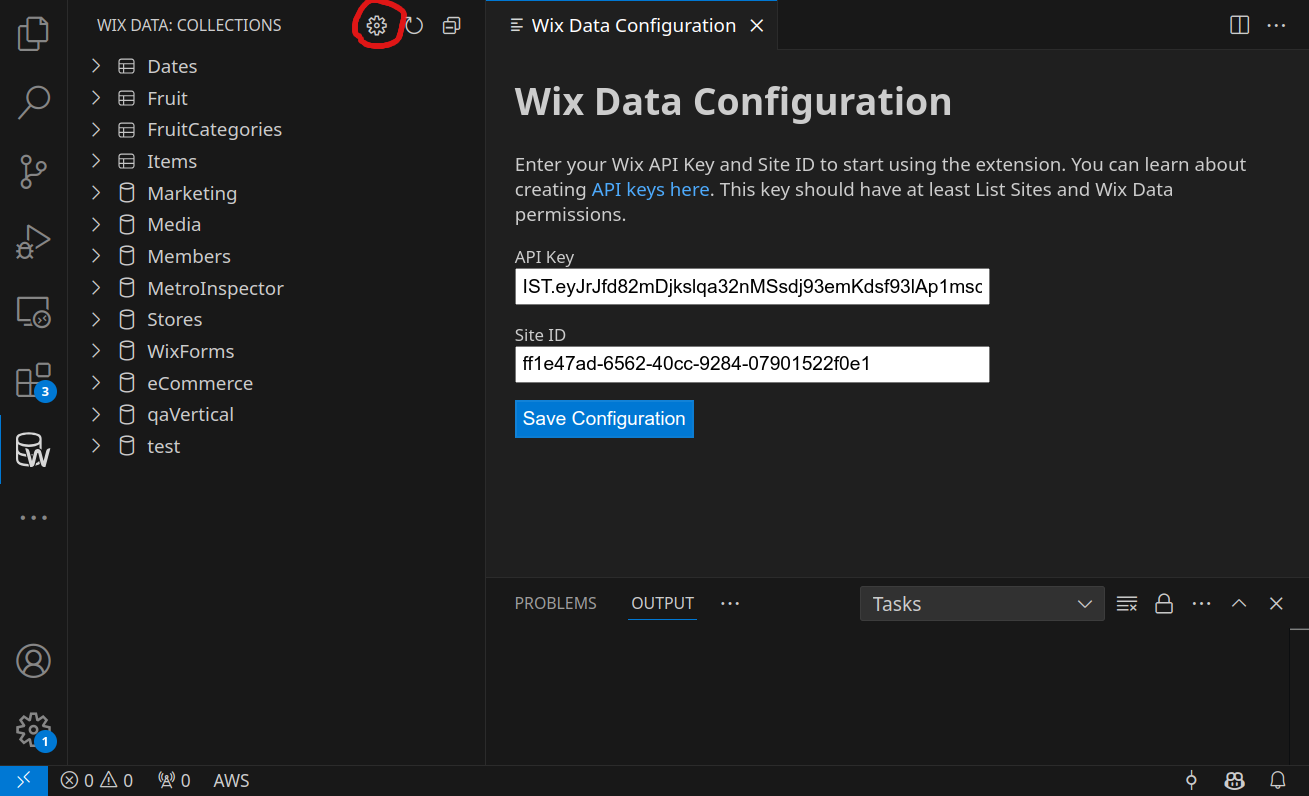 WIX DATA: COLLECTIONS
Dates
Fruit
FruitCategories
Items
Marketing
Media
Members
MetroInspector
Stores
WixForms
eCommerce
qaVertical
test
3
W
1
Wix Data Configuration
Wix Data Configuration
Enter your Wix API Key and Site ID to start using the extension. You can learn about
creating API keys here. This key should have at least List Sites and Wix Data
permissions.
API Key
IST.eyJrJfd82mDjkslqa32nMSsdj93emKdsf93lAp1msc
Site ID
ff1e47ad-6562-40cc-9284-07901522f0e1
Save Configuration
PROBLEMS OUTPUT
Tasks
0 0 0 AWS